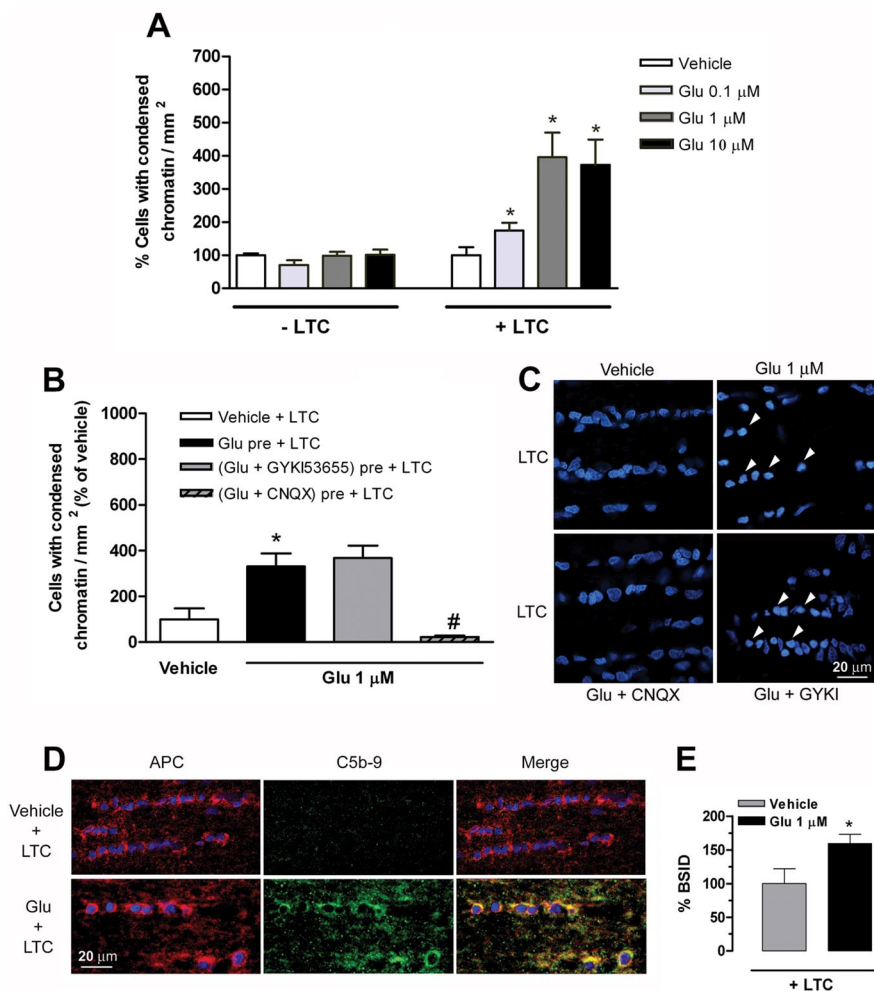 A
% Cells with condensed
chromatin / mm 2
700
600
500
400
300
200
100
0
* * *
- LTC
+ LTC
Vehicle
Glu 0.1 μM
Glu 1 μM
Glu 10 μM
B
Cells with condensed
chromatin / mm 2 (% of vehicle)
1000
800
600
400
200
0
Vehicle + LTC
Glu pre + LTC
(Glu + GYKI53655) pre + LTC
(Glu + CNQX) pre + LTC
*
#
Vehicle
Glu 1 μM
C
Vehicle
Glu 1 μM
LTC
LTC
20 μm
Glu + CNQX
Glu + GYKI
D
APC
C5b-9
Merge
Vehicle
+
LTC
Glu
+
LTC
20 μm
E
Vehicle
Glu 1 μM
% BSID
200
150
100
50
0
*
+ LTC